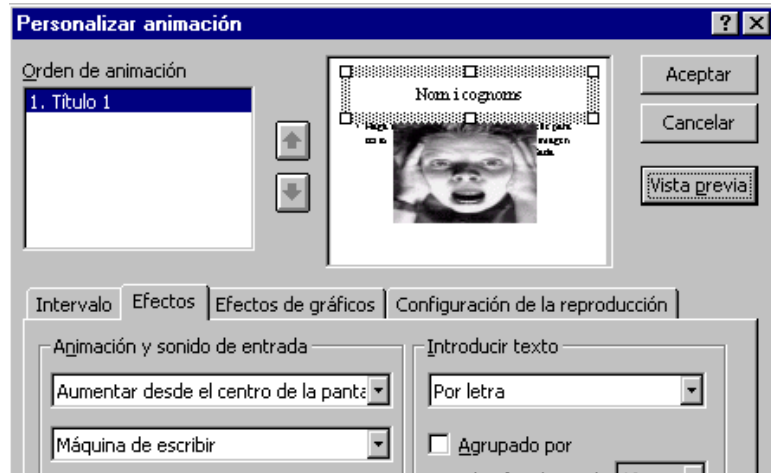 Personalizar animación
Orden de animación
1. Título 1
Nom i cognoms
Aceptar
Cancelar
Vista previa
Intervalo
Efectos
Efectos de gráficos
Configuración de la reproducción
Animación y sonido de entrada
Introducir texto
Aumentar desde el centro de la panta
Por letra
Máquina de escribir
Agrupado por